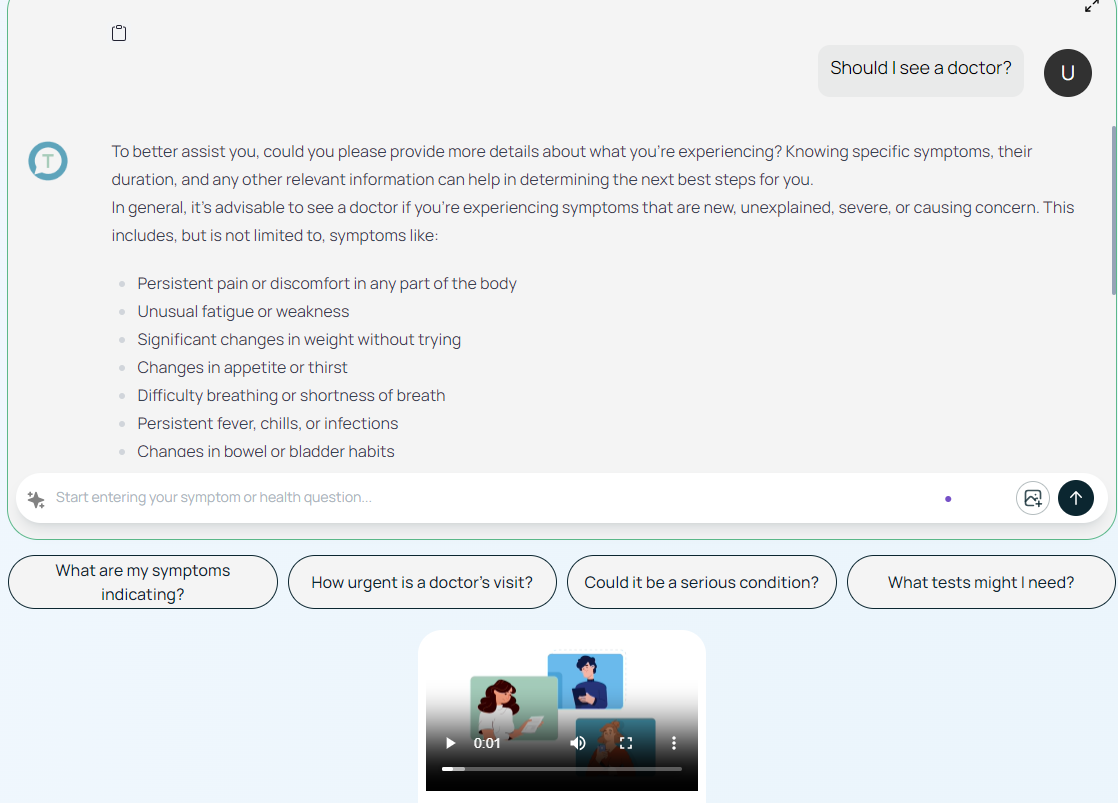 Should I see a doctor?
U
T
To better assist you, could you please provide more details about what you're experiencing? Knowing specific symptoms, their
duration, and any other relevant information can help in determining the next best steps for you.
In general, it's advisable to see a doctor if you're experiencing symptoms that are new, unexplained, severe, or causing concern. This
includes, but is not limited to, symptoms like:
Persistent pain or discomfort in any part of the body
Unusual fatigue or weakness
Significant changes in weight without trying
Changes in appetite or thirst
Difficulty breathing or shortness of breath
Persistent fever, chills, or infections
Changes in bowel or bladder habits
Start entering your symptom or health question...
What are my symptoms
indicating?
How urgent is a doctor's visit?
Could it be a serious condition?
What tests might I need?
0:01